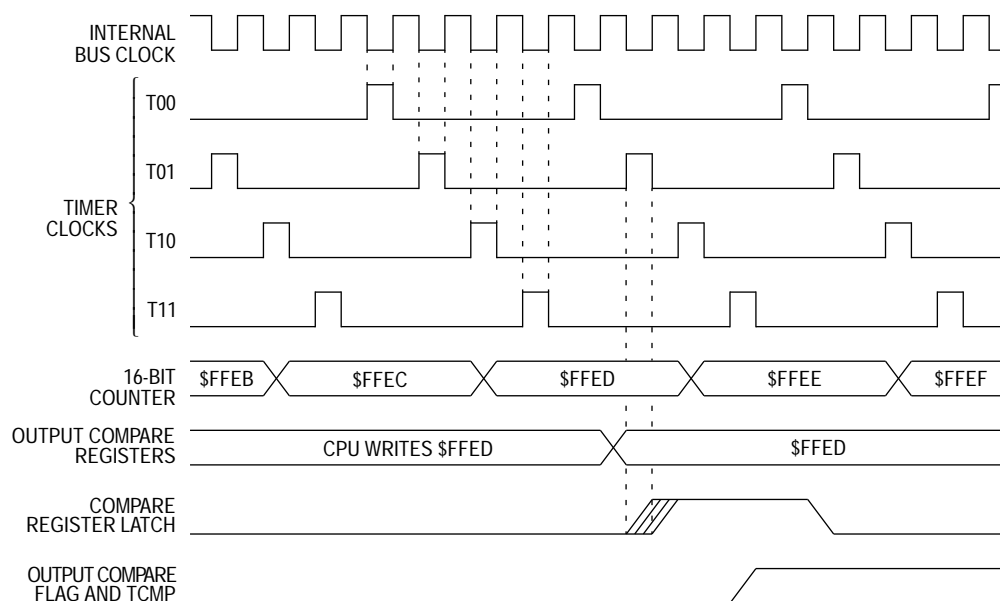 INTERNAL
BUS CLOCK
T00
T01
TIMER
CLOCKS
T10
T11
16-BIT
COUNTER
$FFEB
$FFEC
$FFED
$FFEE
$FFEF
OUTPUT COMPARE
REGISTERS
CPU WRITES $FFED
$FFED
COMPARE
REGISTER LATCH
OUTPUT COMPARE
FLAG AND TCMP